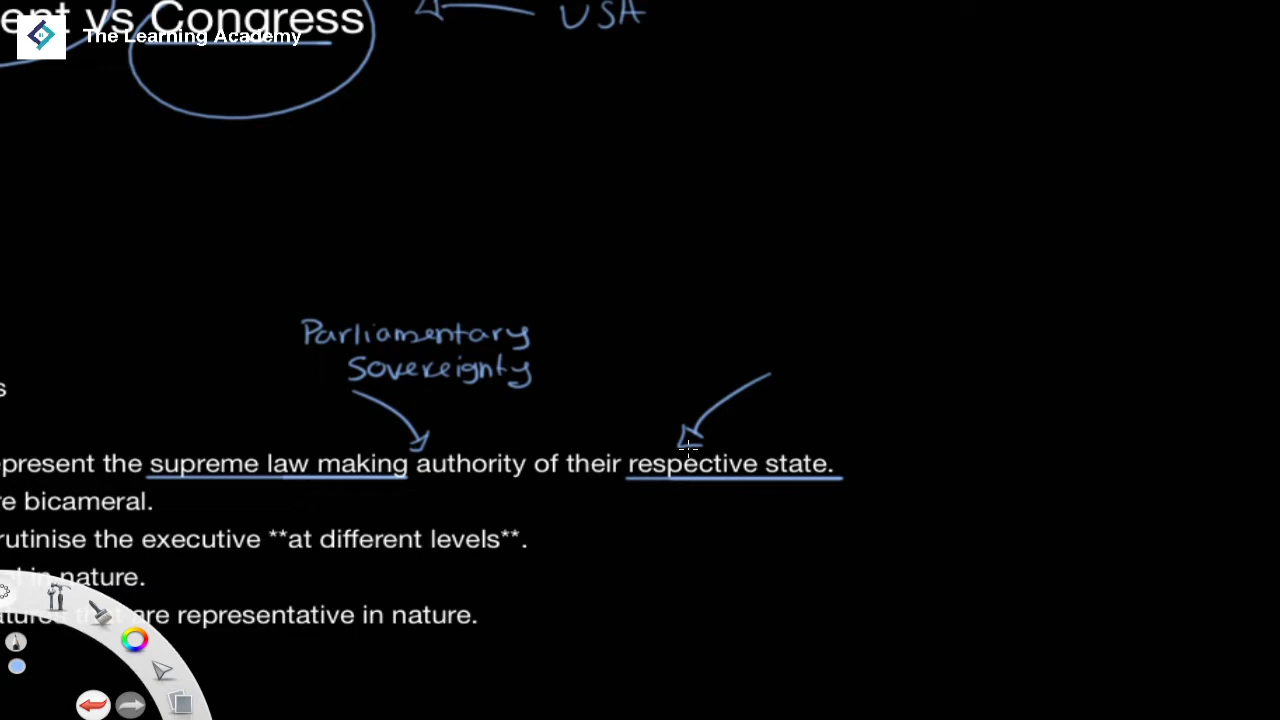 vs Congress
USA
The Learning Academy
Parliamentary
Sovereignty
s
present the supreme law making authority of their respective state.
re bicameral.
rutinise the executive **at different levels**.
in nature.
are representative in nature.